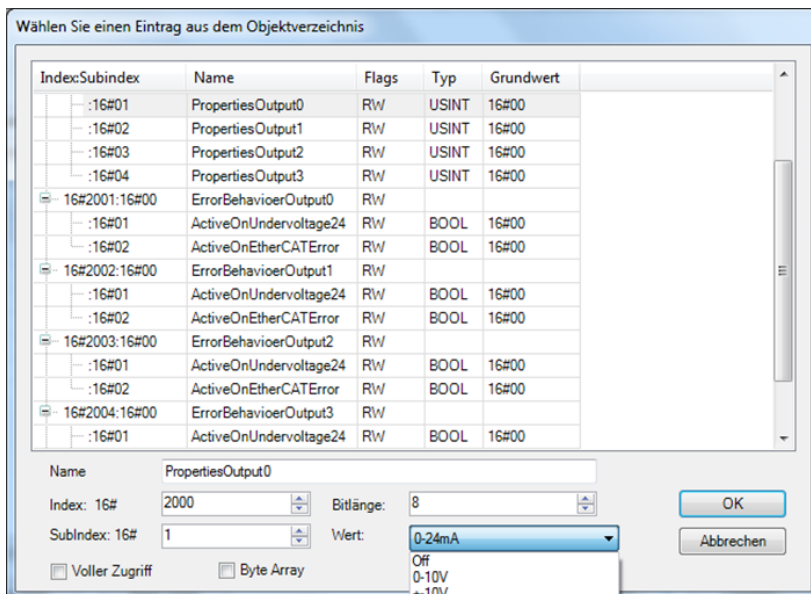 Wählen Sie einen Eintrag aus dem Objektverzeichnis
Index:Subindex Name Flags Typ Grundwert
:16#01 PropertiesOutput0 RW USINT 16#00
:16#02 PropertiesOutput1 RW USINT 16#00
:16#03 PropertiesOutput2 RW USINT 16#00
:16#04 PropertiesOutput3 RW USINT 16#00
16#2001:16#00 ErrorBehavioerOutput0 RW
:16#01 ActiveOnUndervoltage24 RW BOOL 16#00
:16#02 ActiveOnEtherCATError RW BOOL 16#00
16#2002:16#00 ErrorBehavioerOutput1 RW
:16#01 ActiveOnUndervoltage24 RW BOOL 16#00
:16#02 ActiveOnEtherCATError RW BOOL 16#00
16#2003:16#00 ErrorBehavioerOutput2 RW
:16#01 ActiveOnUndervoltage24 RW BOOL 16#00
:16#02 ActiveOnEtherCATError RW BOOL 16#00
16#2004:16#00 ErrorBehavioerOutput3 RW
:16#01 ActiveOnUndervoltage24 RW BOOL 16#00
Name PropertiesOutput0
Index: 16# 2000 Bitlänge: 8 OK
SubIndex: 16# 1 Wert: 0-24mA Abbrechen
Voller Zugriff Byte Array Off
0-10V
+-10V